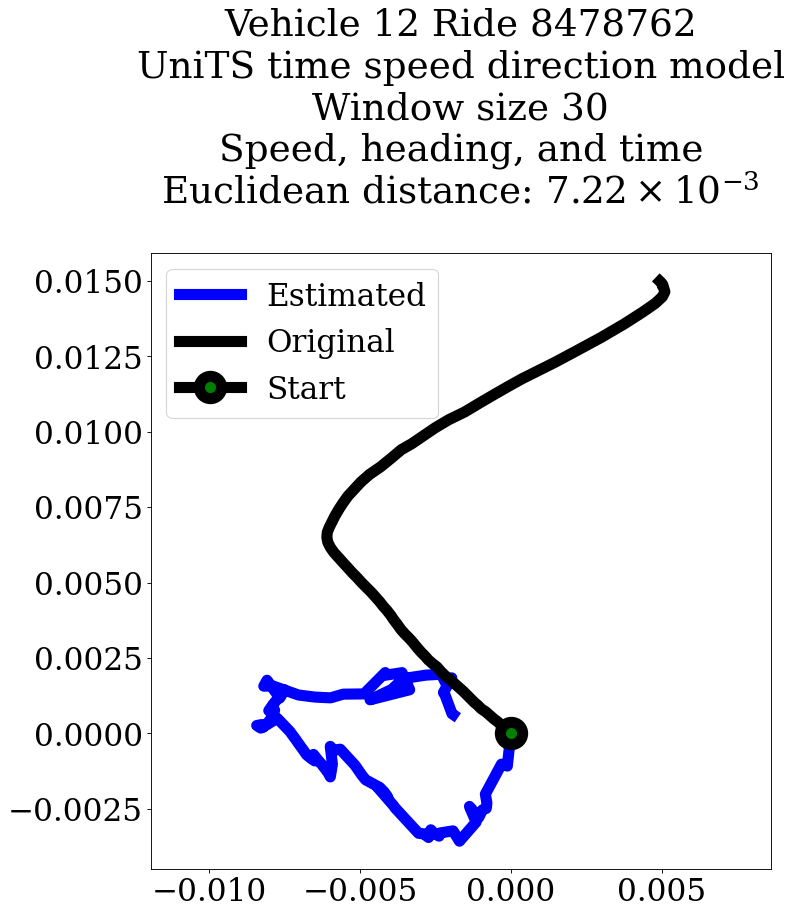 Vehicle 12 Ride 8478762
UniTS time speed direction model
Window size 30
Speed, heading, and time
Euclidean distance: 7.22 × 10⁻³
Estimated
Original
Start
0.0150
0.0125
0.0100
0.0075
0.0050
0.0025
0.0000
−0.0025
−0.010 −0.005 0.000 0.005